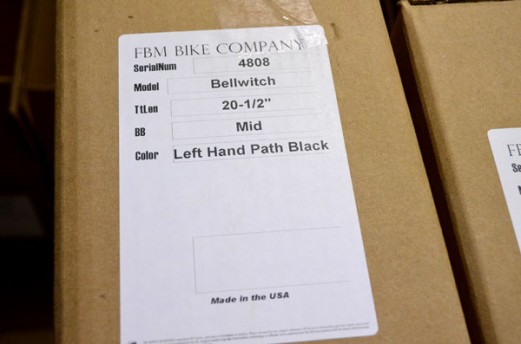 FBM BIKE COMPANY
SerialNum 4808
Model Bellwitch
TtLen 20-1/2"
BB Mid
Color Left Hand Path Black
Made in the USA